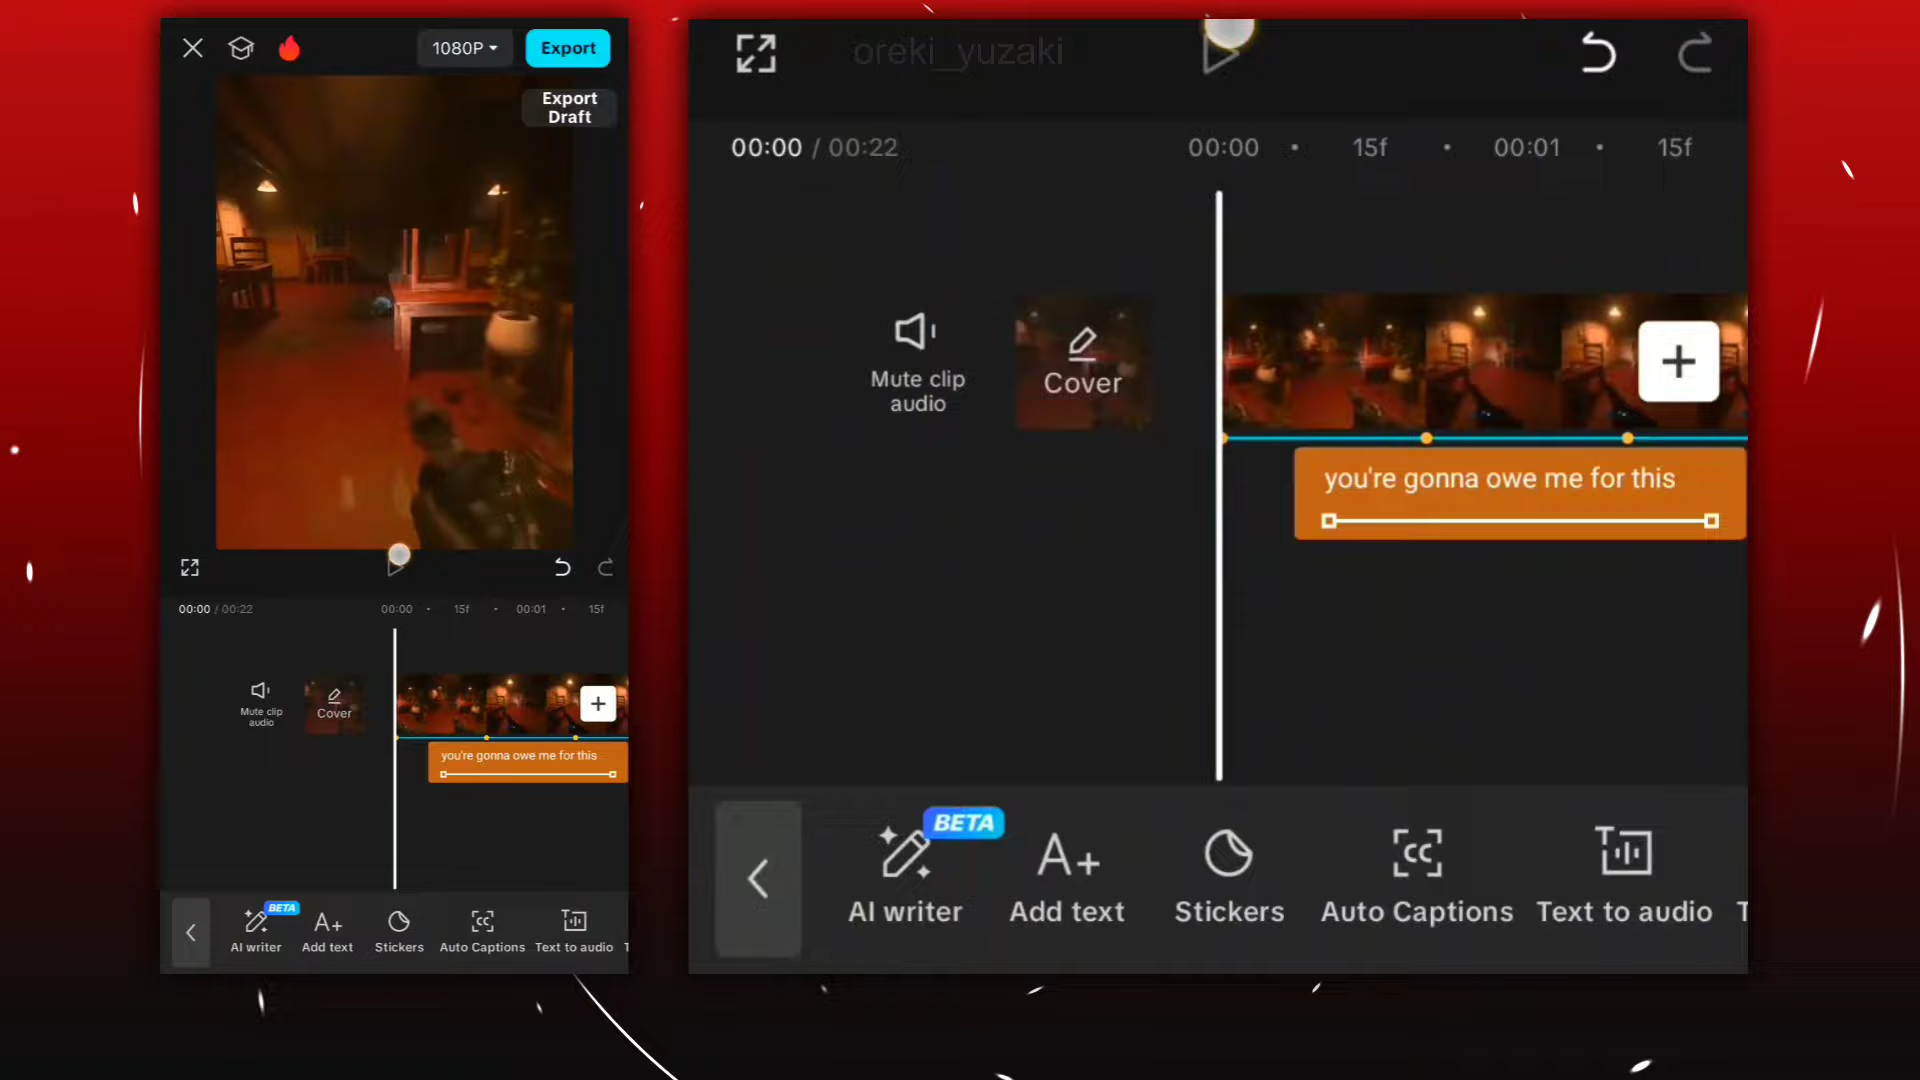 1080P
Export
Export
Draft
00:00 / 00:22
00:00
15f
00:01
15f
Mute clip
audio
Cover
you're gonna owe me for this
BETA
AI writer
Add text
Stickers
Auto Captions
Text to audio
T
oreki_yuzaki
00:00 / 00:22
00:00
15f
00:01
15f
Mute clip
audio
Cover
you're gonna owe me for this
BETA
AI writer
Add text
Stickers
Auto Captions
Text to audio
T